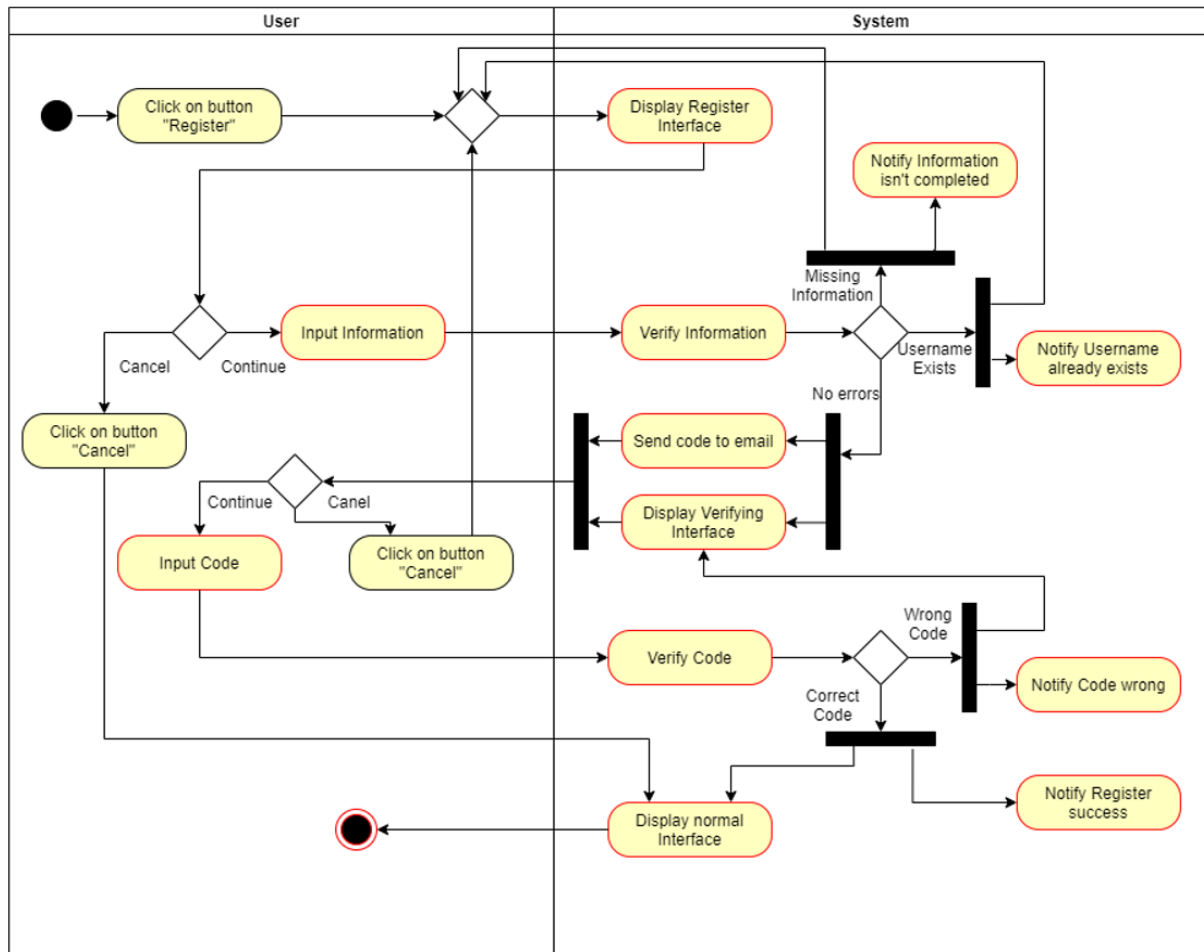 User
System
Click on button
"Register"
Display Register
Interface
Notify Information
isn't completed
Missing
Information
Input Information
Verify Information
Cancel
Continue
Username
Exists
Notify Username
already exists
No errors
Click on button
"Cancel"
Send code to email
Continue
Canel
Display Verifying
Interface
Input Code
Click on button
"Cancel"
Wrong
Code
Verify Code
Notify Code wrong
Correct
Code
Notify Register
success
Display normal
Interface